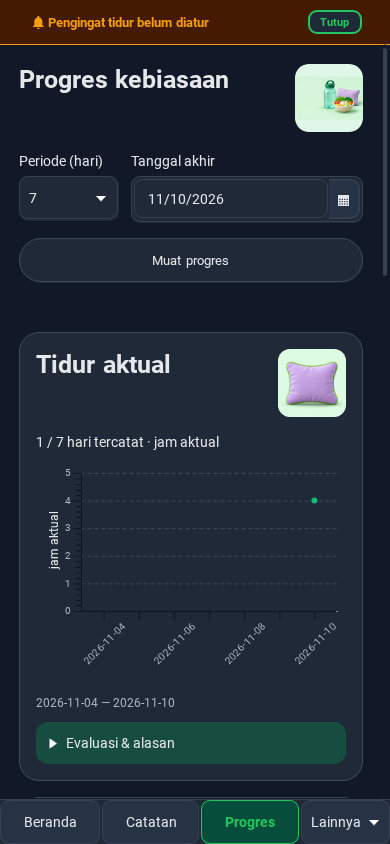 Pengingat tidur belum diatur
Tutup
Progres kebiasaan
Periode (hari)
Tanggal akhir
7
11/10/2026
Muat progres
Tidur aktual
1 / 7 hari tercatat · jam aktual
jam aktual
5
4
3
2
1
0
2026-11-04
2026-11-06
2026-11-08
2026-11-10
2026-11-04 — 2026-11-10
Evaluasi & alasan
Beranda
Catatan
Progres
Lainnya